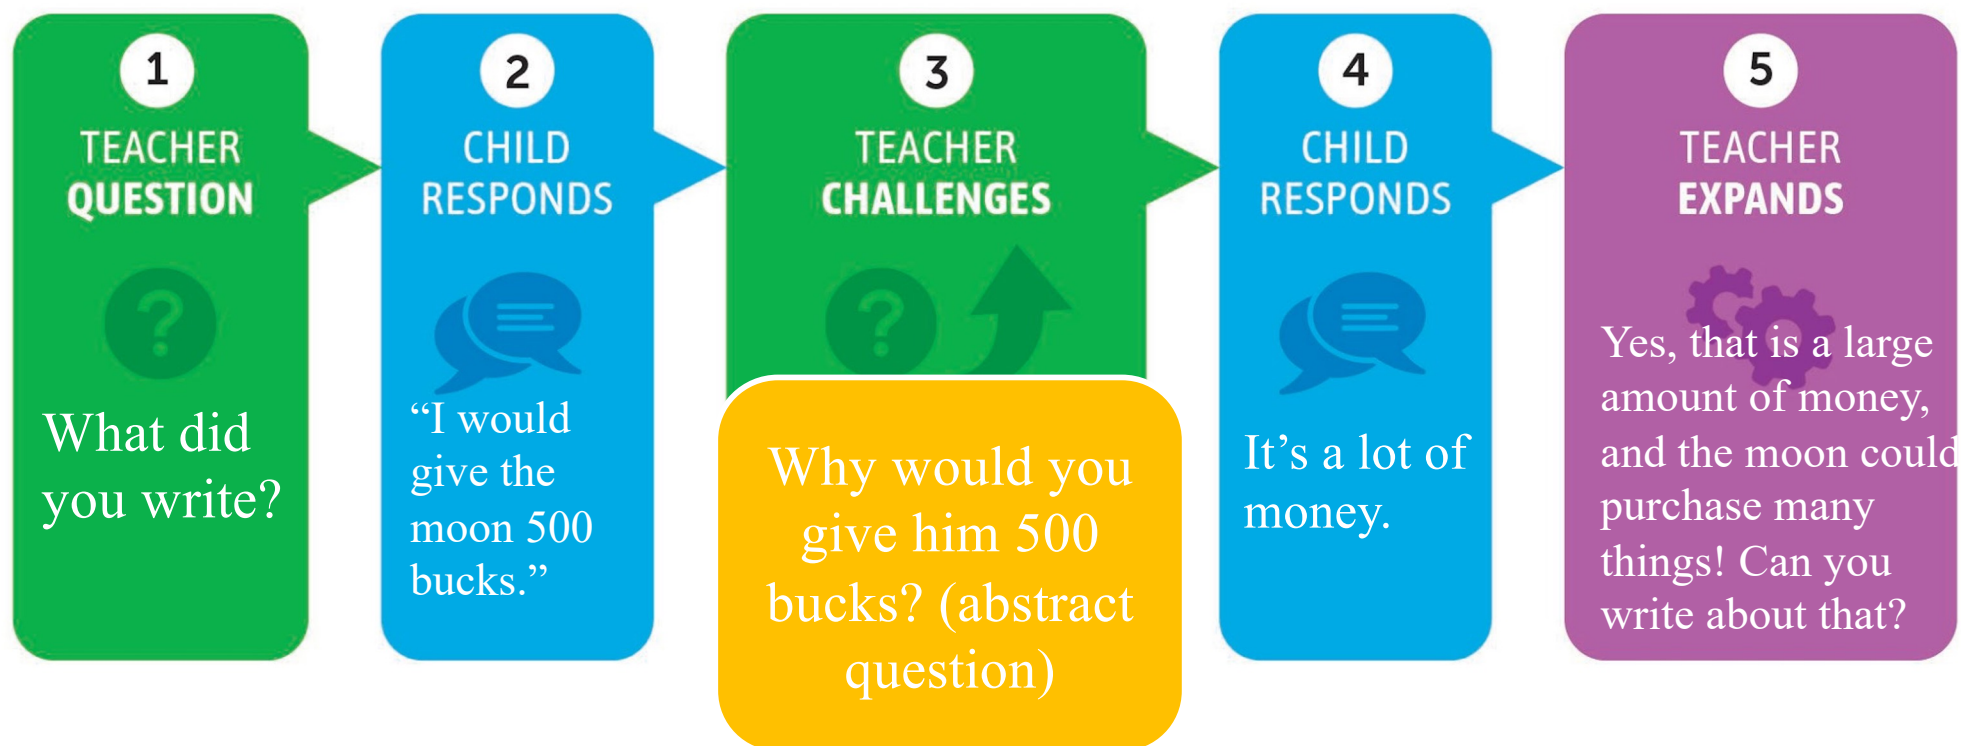 1
TEACHER
QUESTION
?
What did
you write?
2
CHILD
RESPONDS
“I would
give the
moon 500
bucks.”
3
TEACHER
CHALLENGES
?
Why would you
give him 500
bucks? (abstract
question)
4
CHILD
RESPONDS
It’s a lot of
money.
5
TEACHER
EXPANDS
Yes, that is a large
amount of money,
and the moon could
purchase many
things! Can you
write about that?